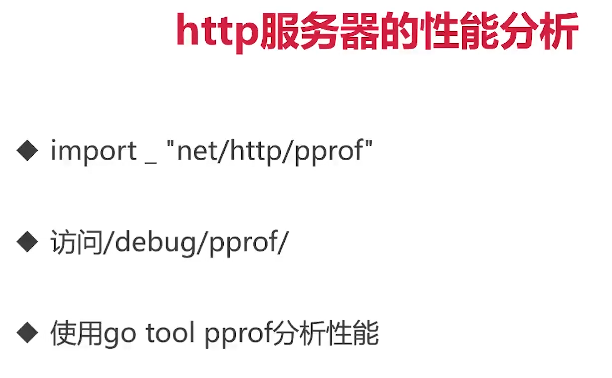 http服务器的性能分析
◆ import _ "net/http/pprof"
◆ 访问/debug/pprof/
◆ 使用go tool pprof分析性能